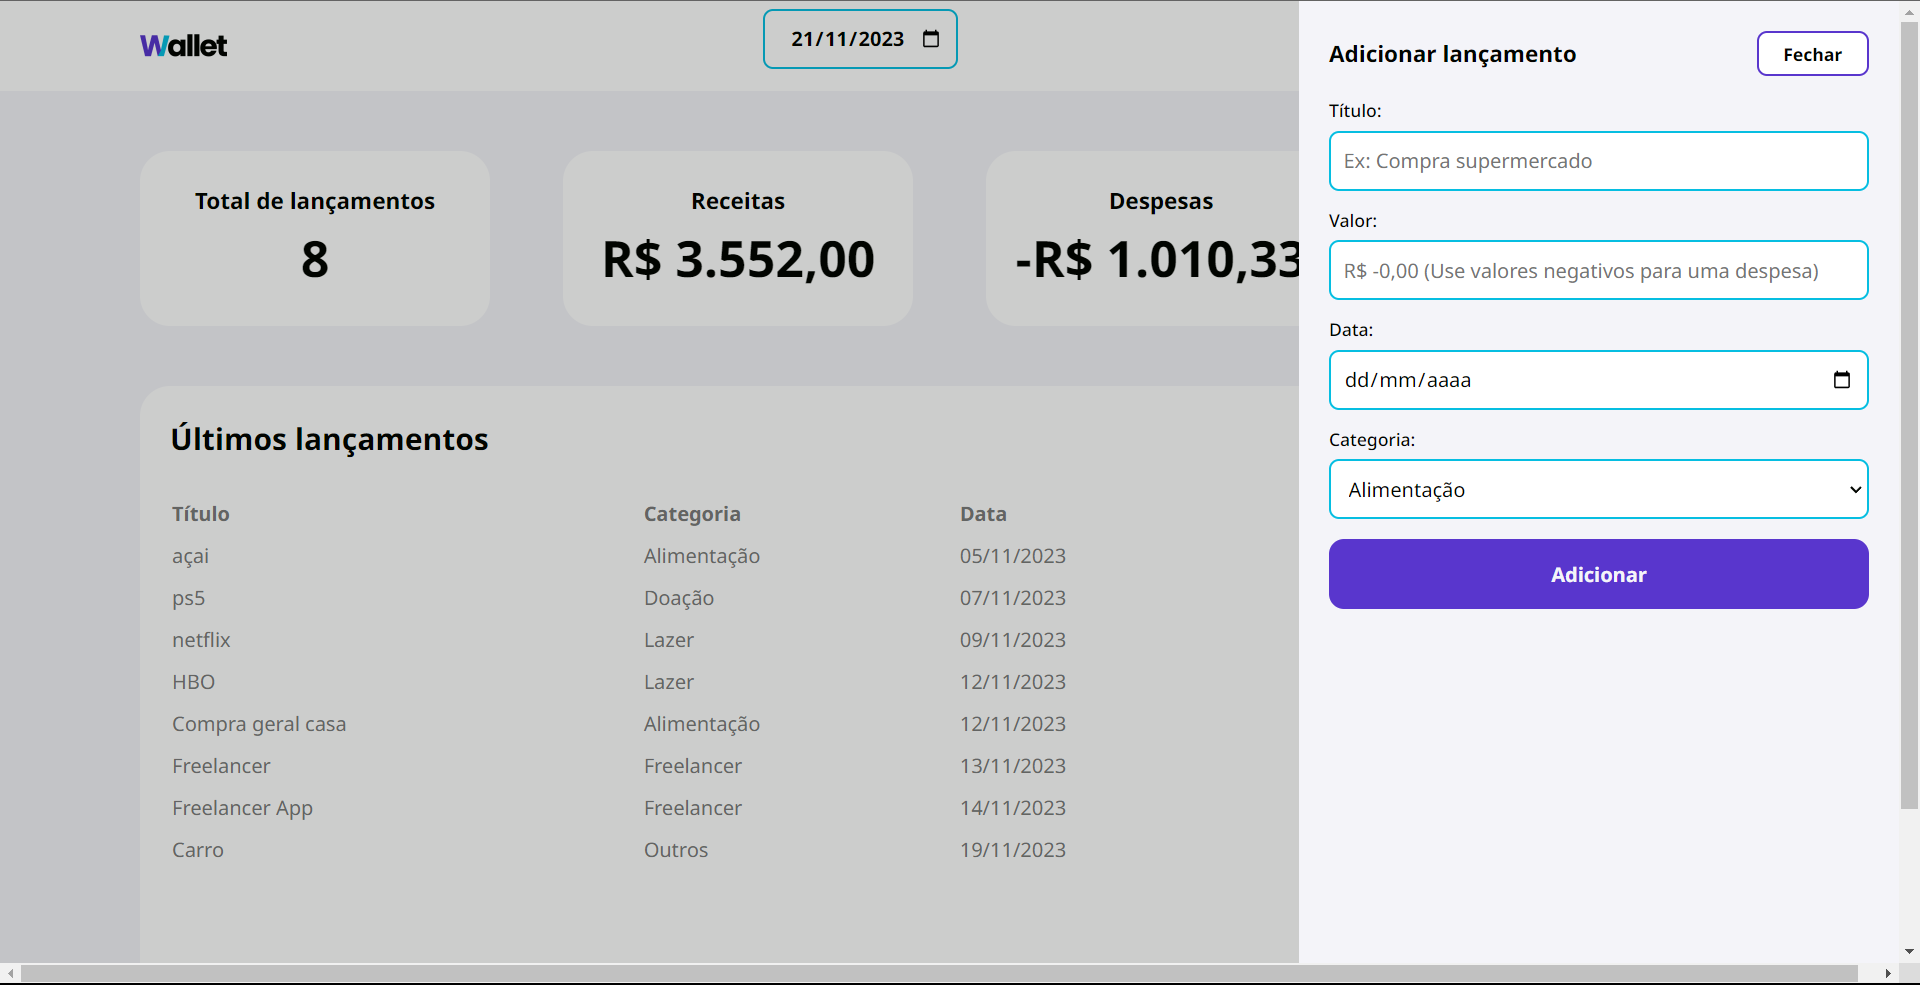 Wallet
21/11/2023
Total de lançamentos
8
Receitas
R$ 3.552,00
Despesas
-R$ 1.010,33
Últimos lançamentos
Título Categoria Data
açai Alimentação 05/11/2023
ps5 Doação 07/11/2023
netflix Lazer 09/11/2023
HBO Lazer 12/11/2023
Compra geral casa Alimentação 12/11/2023
Freelancer Freelancer 13/11/2023
Freelancer App Freelancer 14/11/2023
Carro Outros 19/11/2023
Adicionar lançamento
Fechar
Título:
Ex: Compra supermercado
Valor:
R$ -0,00 (Use valores negativos para uma despesa)
Data:
dd/mm/aaaa
Categoria:
Alimentação
Adicionar